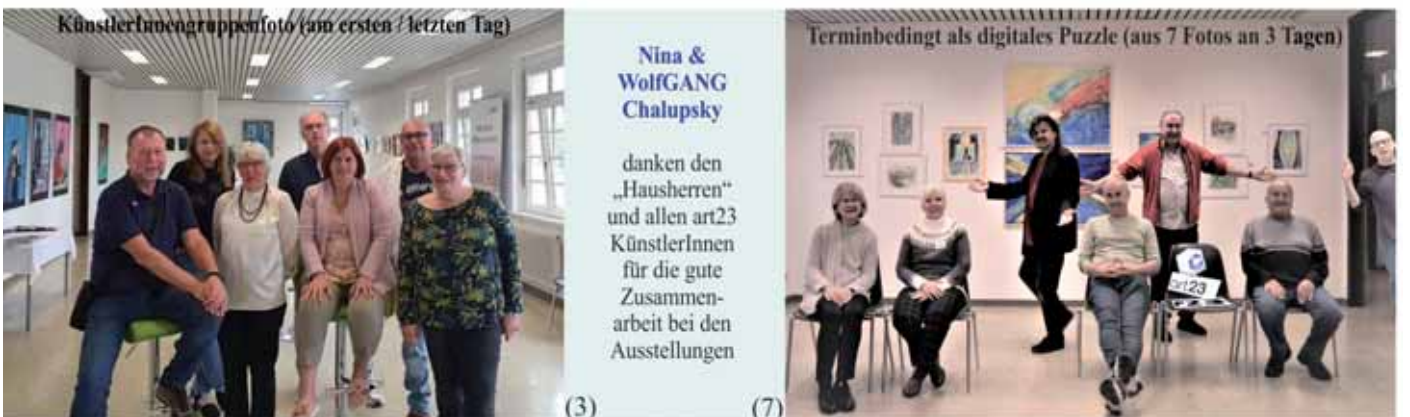 KünstlerInnengruppenfoto (am ersten / letzten Tag)
Nina &
WolfGANG
Chalupsky
danken den
„Hausherren“
und allen art23
KünstlerInnen
für die gute
Zusammen-
arbeit bei den
Ausstellungen
(3)
(7)
Terminbedingt als digitales Puzzle (aus 7 Fotos an 3 Tagen)
art23